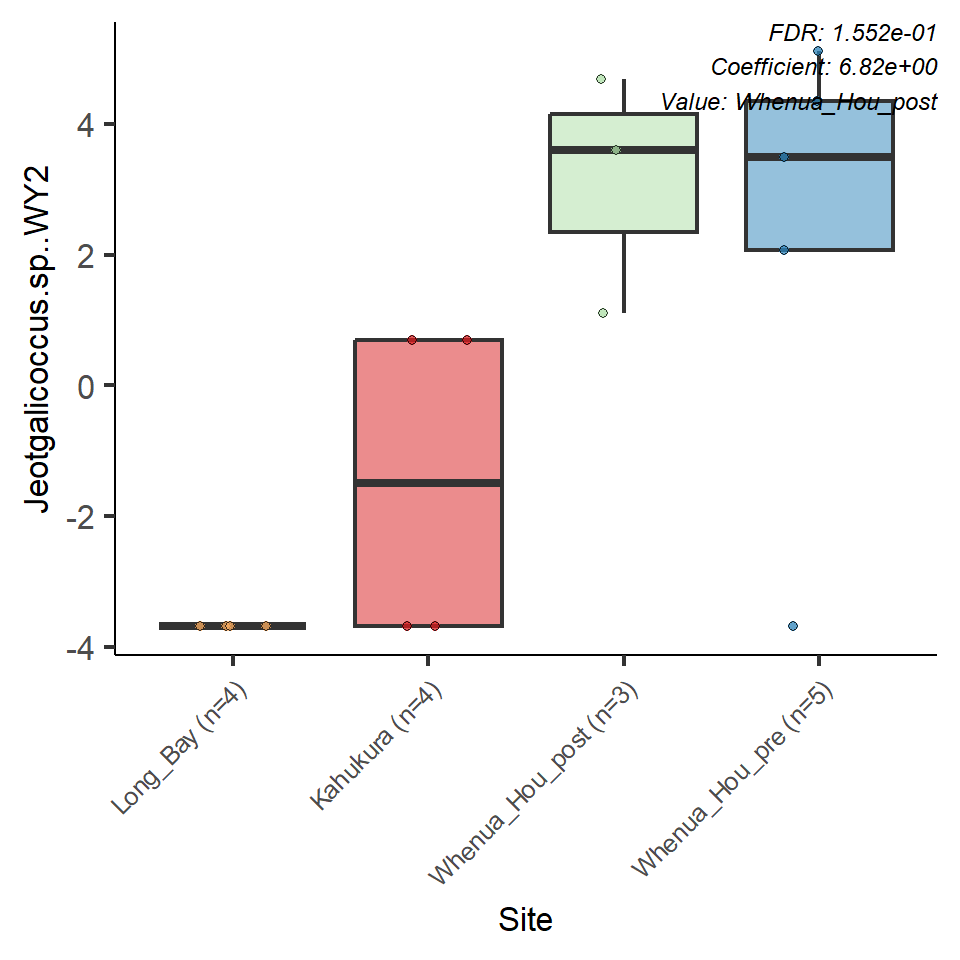 FDR: 1.552e-01
Coefficient: 6.82e+00
Value: Whenua_Hou_post
Jeotgalicoccus.sp..WY2
4
2
0
-2
-4
Long_Bay (n=4)
Kahukura (n=4)
Whenua_Hou_post (n=3)
Whenua_Hou_pre (n=5)
Site